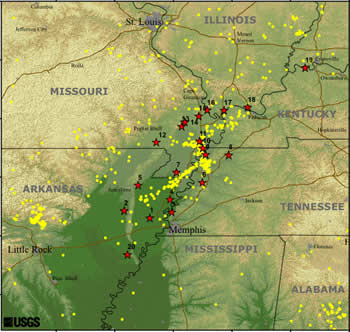 Columbia
St. Louis
ILLINOIS
Jefferson City
Mount
Vernon
Evansville
19
Rolla
MISSOURI
Cape
Girardeau
16
17
18
KENTUCKY
Paducah
Hopkinsville
12
13
Poplar Bluff
8
7
6
5
Jonesboro
ARKANSAS
2
Jackson
TENNESSEE
Memphis
Little Rock
20
MISSISSIPPI
Florence
Pine Bluff
ALABAMA
USGS